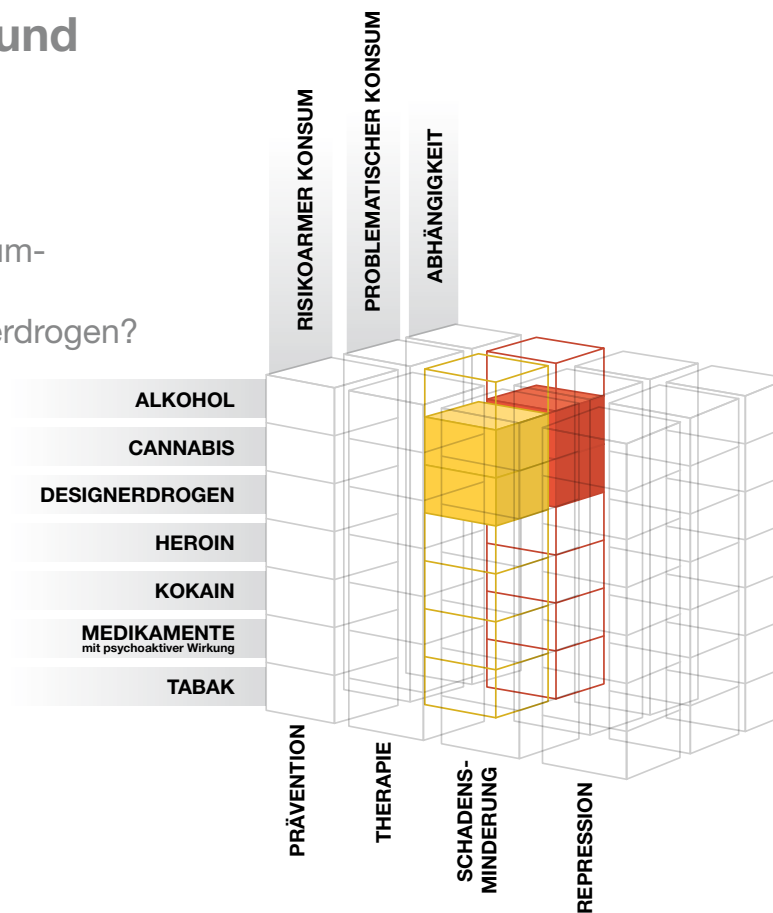 und
um-
erdrogen?
RISIKOARMER KONSUM
PROBLEMATISCHER KONSUM
ABHÄNGIGKEIT
ALKOHOL
CANNABIS
DESIGNERDROGEN
HEROIN
KOKAIN
MEDIKAMENTE
mit psychoaktiver Wirkung
TABAK
PRÄVENTION
THERAPIE
SCHADENS-
MINDERUNG
REPRESSION